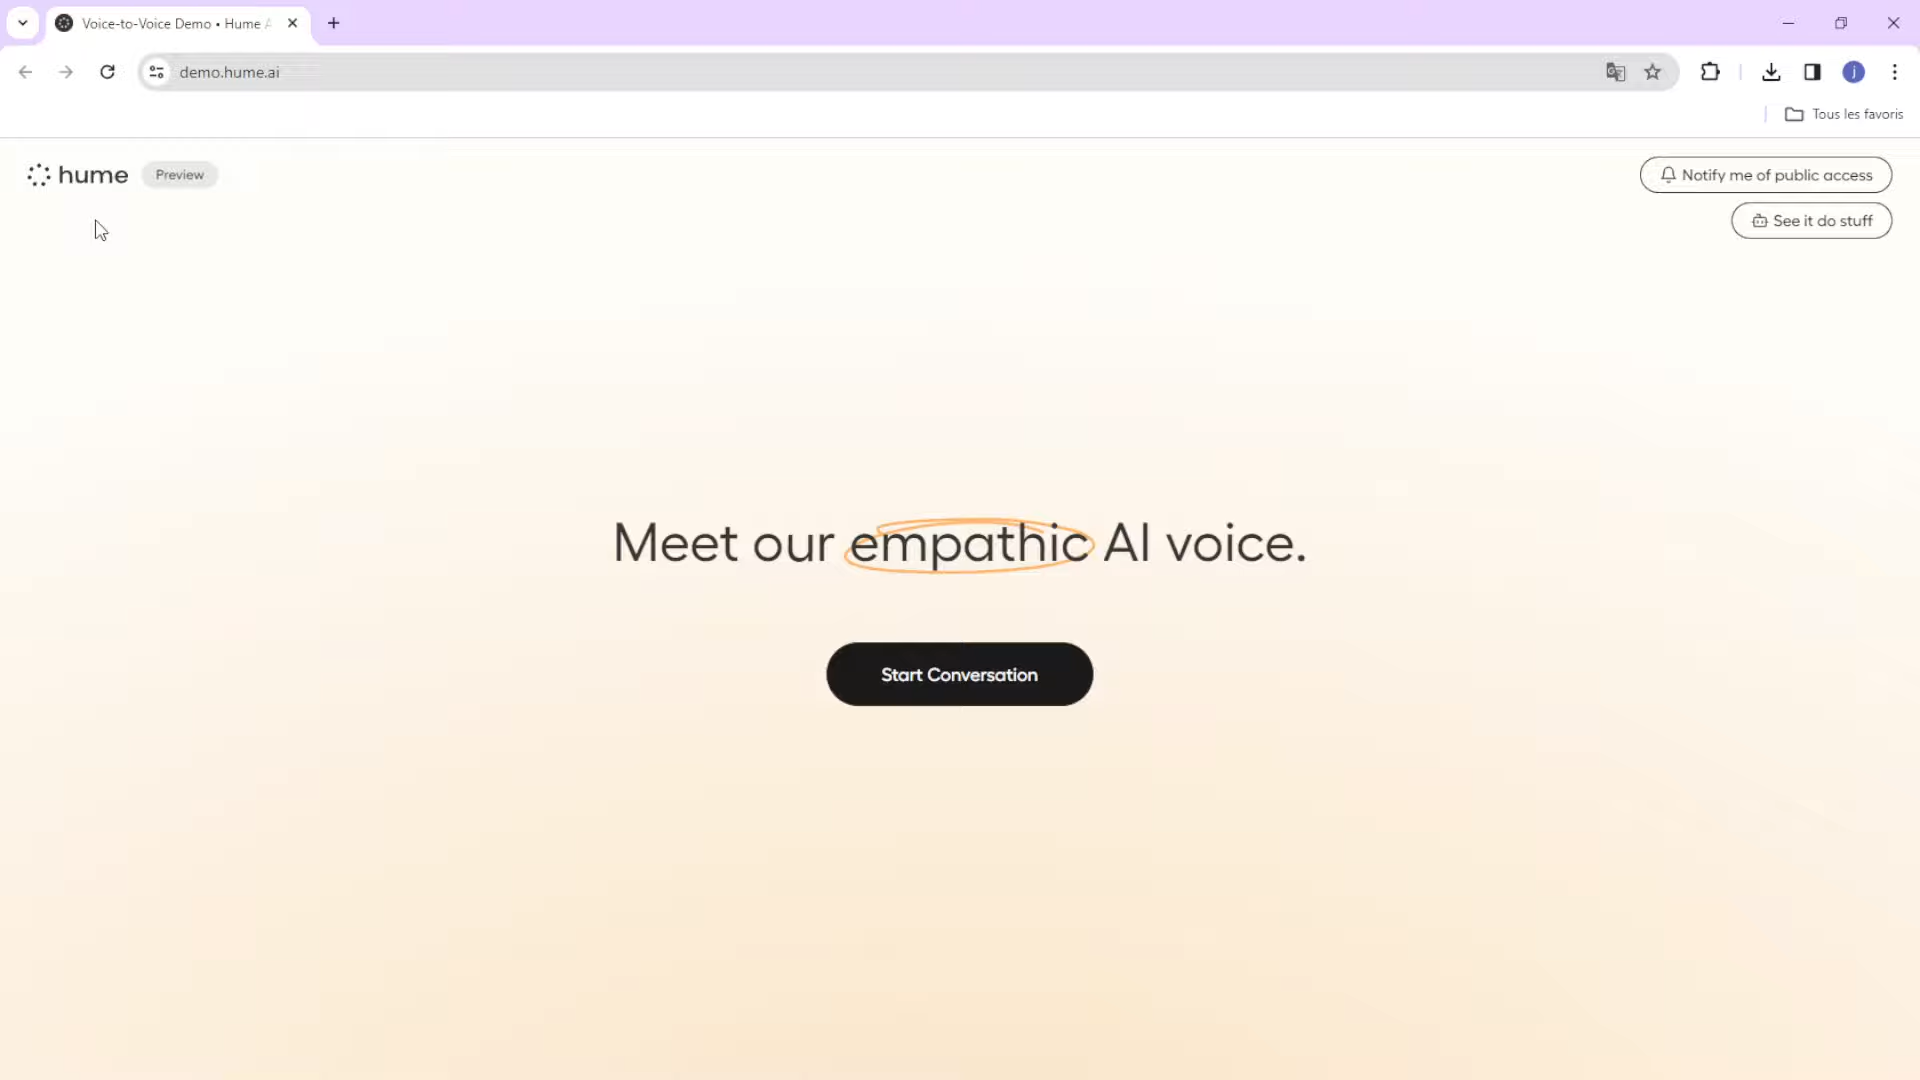 Voice-to-Voice Demo • Hume A
demo.hume.ai
j
Tous les favoris
hume
Preview
Notify me of public access
See it do stuff
Meet our empathic AI voice.
Start Conversation